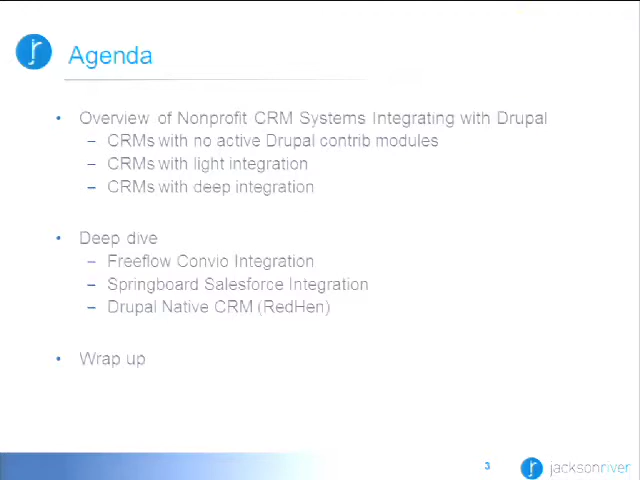 Agenda
• Overview of Nonprofit CRM Systems Integrating with Drupal
– CRMs with no active Drupal contrib modules
– CRMs with light integration
– CRMs with deep integration
• Deep dive
– Freeflow Convio Integration
– Springboard Salesforce Integration
– Drupal Native CRM (RedHen)
• Wrap up
3
jacksonriver